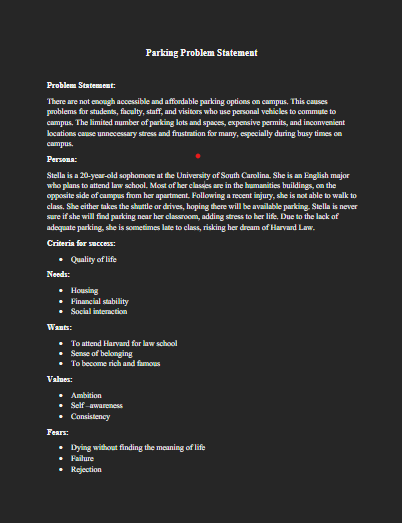 Parking Problem Statement
Problem Statement:
There are not enough accessible and affordable parking options on campus. This causes
problems for students, faculty, staff, and visitors who use personal vehicles to commute to
campus. The limited number of parking lots and spaces, expensive permits, and inconvenient
locations cause unnecessary stress and frustration for many, especially during busy times on
campus.
Persona:
Stella is a 20-year-old sophomore at the University of South Carolina. She is an English major
who plans to attend law school. Most of her classes are in the humanities buildings, on the
opposite side of campus from her apartment. Following a recent injury, she is not able to walk to
class. She either takes the shuttle or drives, hoping there will be available parking. Stella is never
sure if she will find parking near her classroom, adding stress to her life. Due to the lack of
adequate parking, she is sometimes late to class, risking her dream of Harvard Law.
Criteria for success:
• Quality of life
Needs:
• Housing
• Financial stability
• Social interaction
Wants:
• To attend Harvard for law school
• Sense of belonging
• To become rich and famous
Values:
• Ambition
• Self –awareness
• Consistency
Fears:
• Dying without finding the meaning of life
• Failure
• Rejection